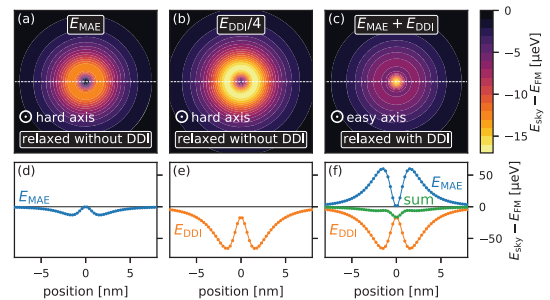 (a) E_MAE
(b) E_DDI/4
(c) E_MAE + E_DDI
⊙ hard axis
relaxed without DDI
⊙ hard axis
relaxed without DDI
⊙ easy axis
relaxed with DDI
0
−5
−10
−15
E_sky − E_FM [µeV]
(d)
E_MAE
(e)
E_DDI
(f)
E_MAE
sum
E_DDI
50
0
−50
E_sky − E_FM [µeV]
−5 0 5
−5 0 5
−5 0 5
position [nm]
position [nm]
position [nm]